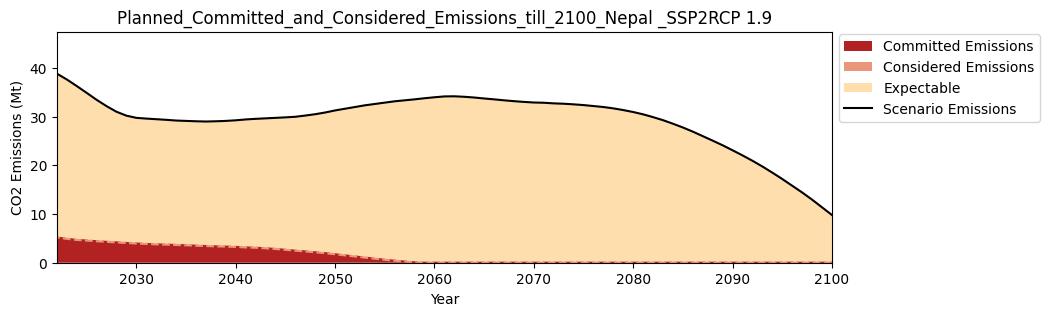 Planned_Committed_and_Considered_Emissions_till_2100_Nepal _SSP2RCP 1.9
Committed Emissions
Considered Emissions
Expectable
Scenario Emissions
CO2 Emissions (Mt)
40
30
20
10
0
2030
2040
2050
2060
2070
2080
2090
2100
Year